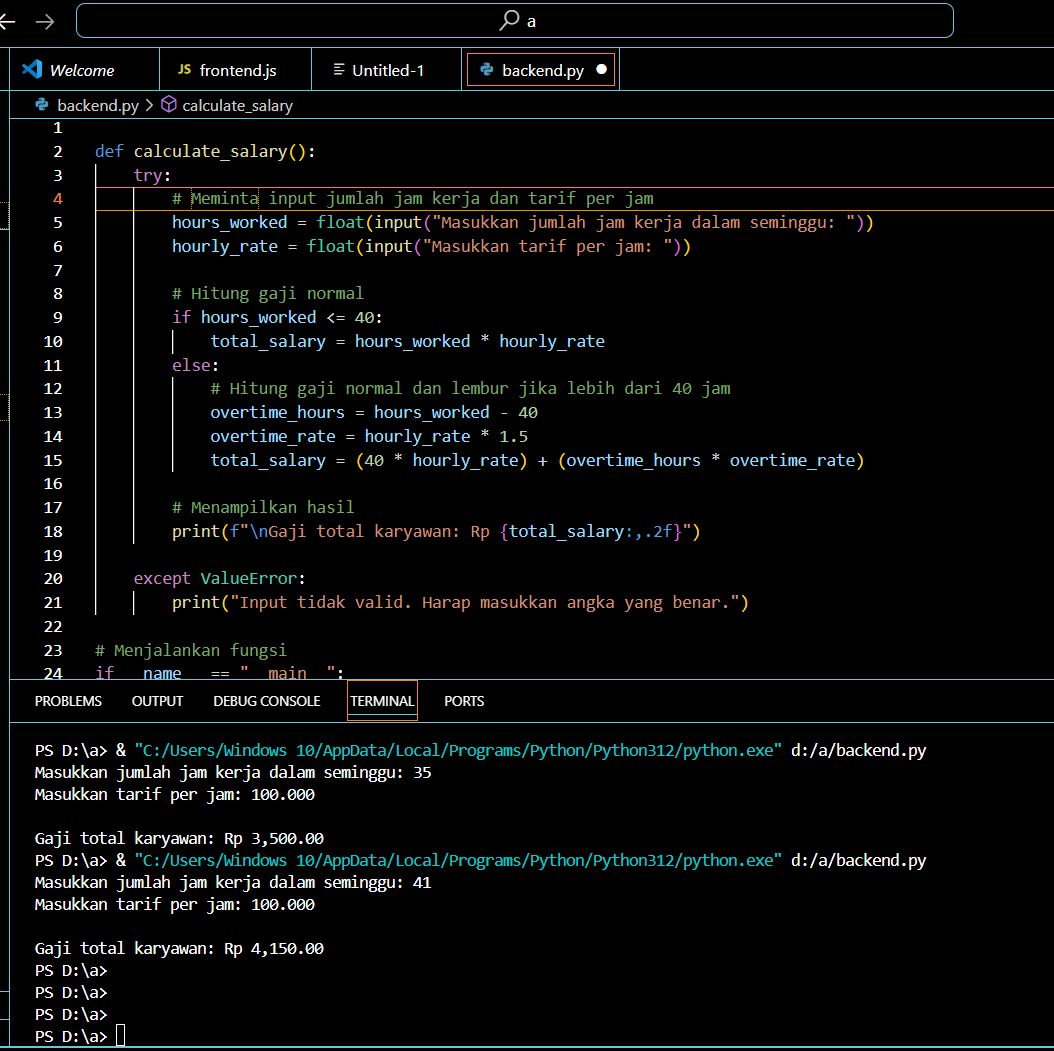 a
Welcome
JS frontend.js
Untitled-1
backend.py
backend.py > calculate_salary
1
2 def calculate_salary():
3 try:
4 # Meminta input jumlah jam kerja dan tarif per jam
5 hours_worked = float(input("Masukkan jumlah jam kerja dalam seminggu: "))
6 hourly_rate = float(input("Masukkan tarif per jam: "))
7
8 # Hitung gaji normal
9 if hours_worked <= 40:
10 total_salary = hours_worked * hourly_rate
11 else:
12 # Hitung gaji normal dan lembur jika lebih dari 40 jam
13 overtime_hours = hours_worked - 40
14 overtime_rate = hourly_rate * 1.5
15 total_salary = (40 * hourly_rate) + (overtime_hours * overtime_rate)
16
17 # Menampilkan hasil
18 print(f"\nGaji total karyawan: Rp {total_salary:,.2f}")
19
20 except ValueError:
21 print("Input tidak valid. Harap masukkan angka yang benar.")
22
23 # Menjalankan fungsi
24 if __name__ == "__main__":
PROBLEMS OUTPUT DEBUG CONSOLE TERMINAL PORTS
PS D:\a> & "C:/Users/Windows 10/AppData/Local/Programs/Python/Python312/python.exe" d:/a/backend.py
Masukkan jumlah jam kerja dalam seminggu: 35
Masukkan tarif per jam: 100.000
Gaji total karyawan: Rp 3,500.00
PS D:\a> & "C:/Users/Windows 10/AppData/Local/Programs/Python/Python312/python.exe" d:/a/backend.py
Masukkan jumlah jam kerja dalam seminggu: 41
Masukkan tarif per jam: 100.000
Gaji total karyawan: Rp 4,150.00
PS D:\a>
PS D:\a>
PS D:\a>
PS D:\a>